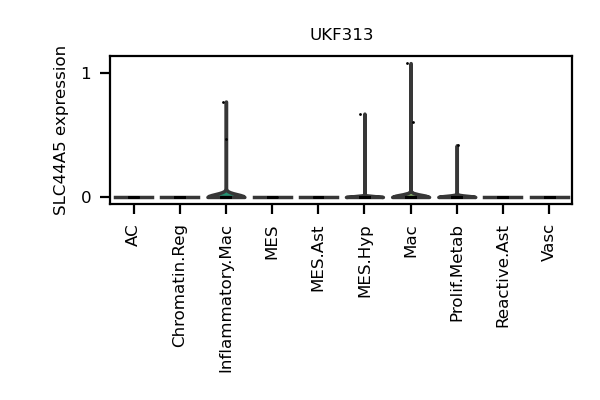 UKF313
SLC44A5 expression
1
0
AC
Chromatin.Reg
Inflammatory.Mac
MES
MES.Ast
MES.Hyp
Mac
Prolif.Metab
Reactive.Ast
Vasc